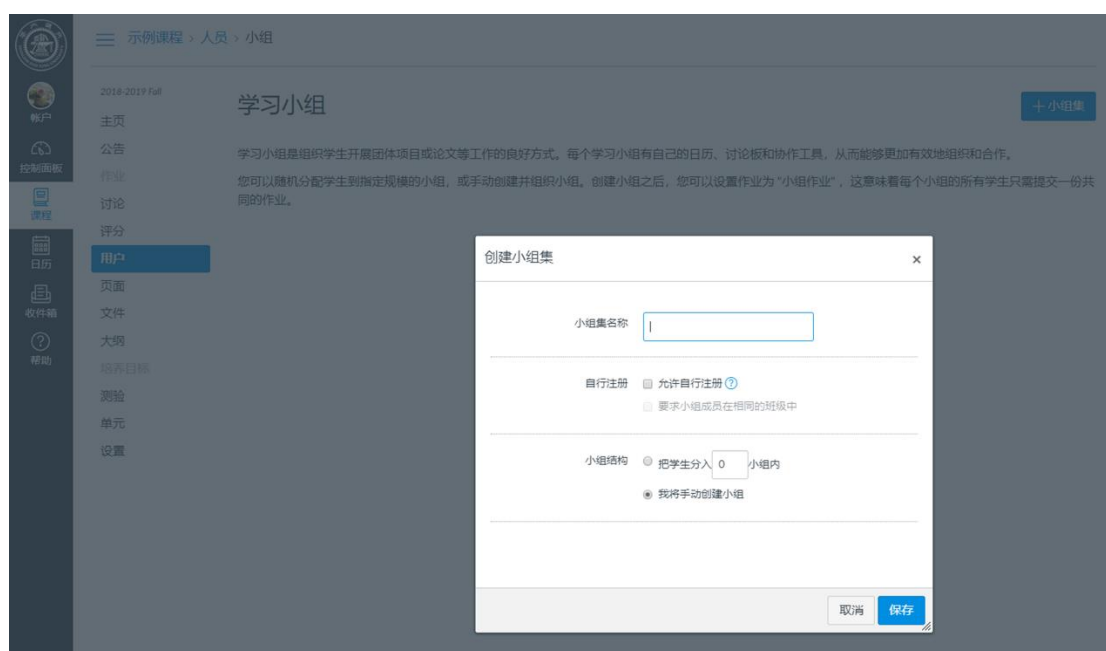 示例课程 › 人员 › 小组
帐户
控制面板
课程
日历
收件箱
帮助
2018-2019 Fall
主页
公告
作业
讨论
评分
用户
页面
文件
大纲
培养目标
测验
单元
设置
学习小组
+ 小组集
学习小组是组织学生开展团体项目或论文等工作的良好方式。每个学习小组有自己的日历、讨论板和协作工具，从而能够更加有效地组织和合作。
您可以随机分配学生到指定规模的小组，或手动创建并组织小组。创建小组之后，您可以设置作业为“小组作业”，这意味着每个小组的所有学生只需提交一份共
同的作业。
创建小组集 ×
小组集名称
自行注册 允许自行注册 ?
要求小组成员在相同的班级中
小组结构 把学生分入 0 小组内
我将手动创建小组
取消 保存